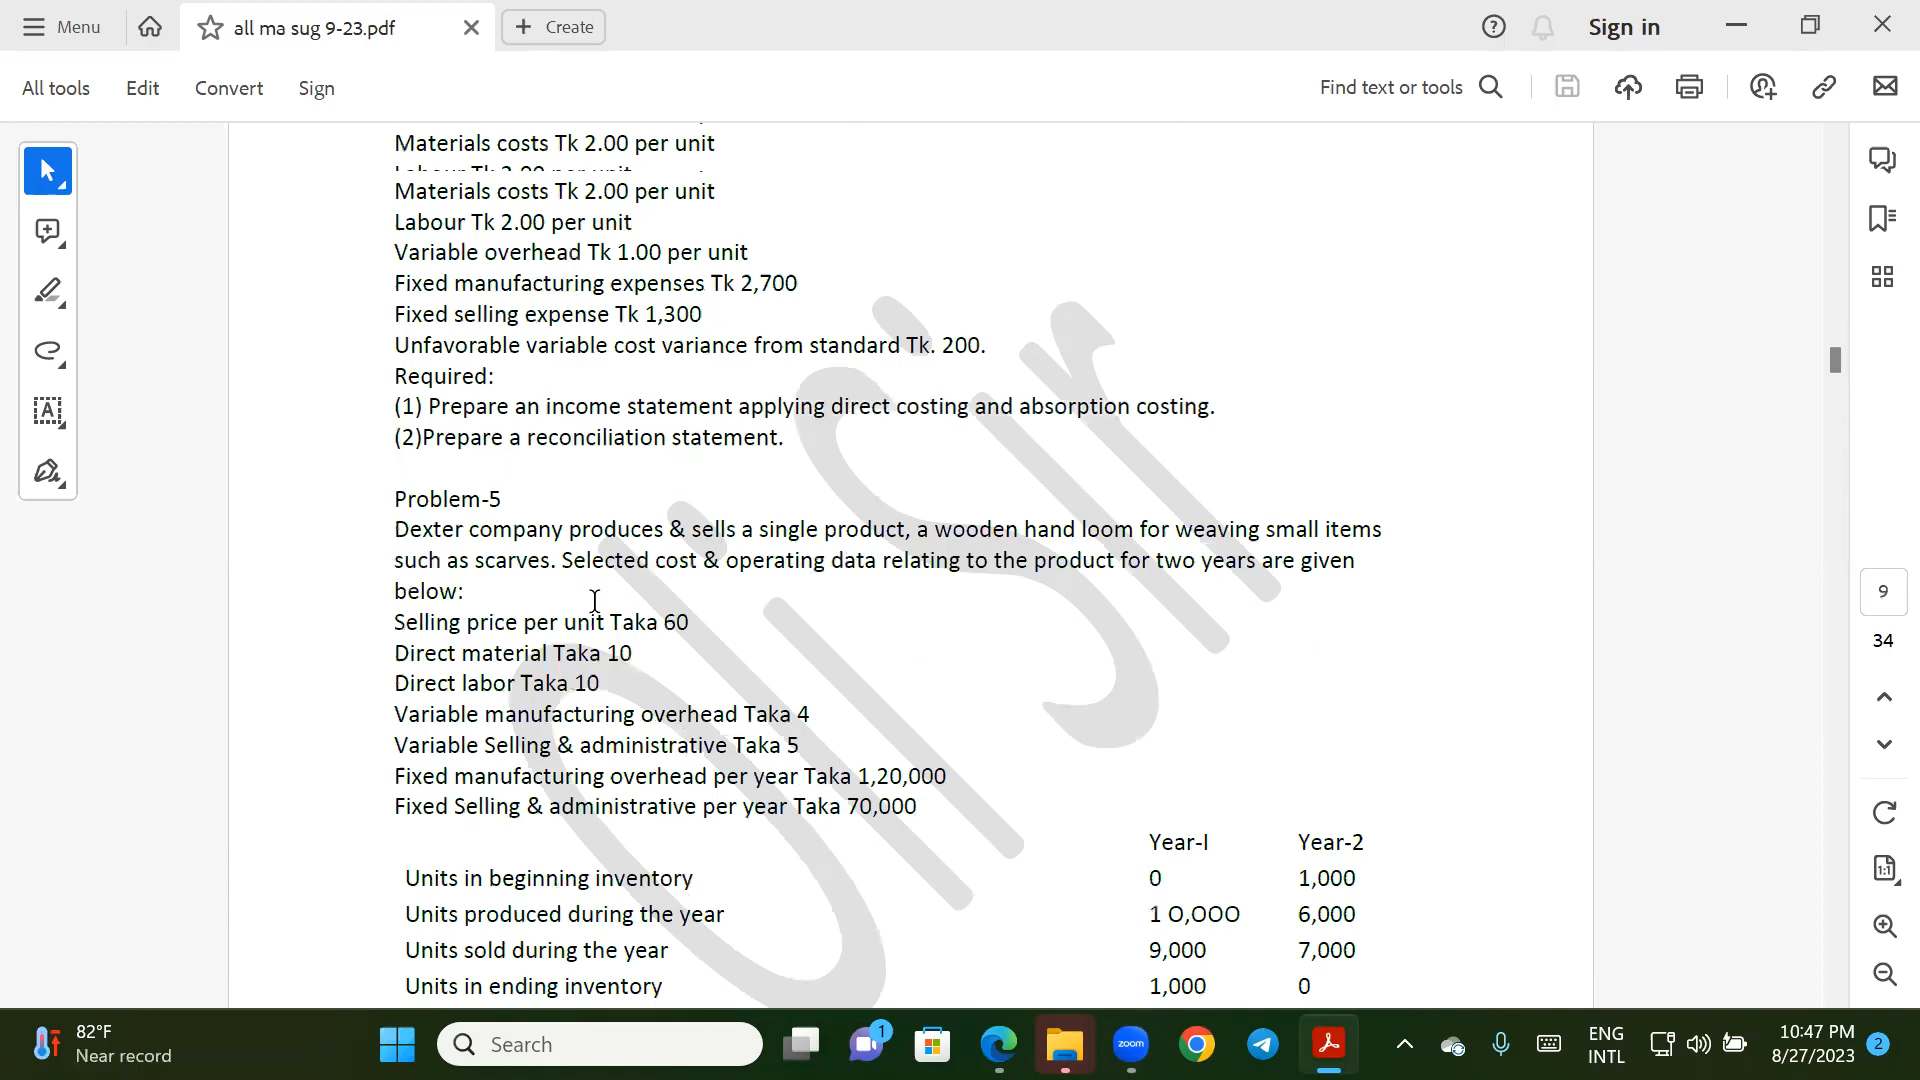 Menu
all ma sug 9-23.pdf
Create
Sign in
All tools
Edit
Convert
Sign
Find text or tools
Materials costs Tk 2.00 per unit
Materials costs Tk 2.00 per unit
Labour Tk 2.00 per unit
Variable overhead Tk 1.00 per unit
Fixed manufacturing expenses Tk 2,700
Fixed selling expense Tk 1,300
Unfavorable variable cost variance from standard Tk. 200.
Required:
(1) Prepare an income statement applying direct costing and absorption costing.
(2)Prepare a reconciliation statement.
Problem-5
Dexter company produces & sells a single product, a wooden hand loom for weaving small items
such as scarves. Selected cost & operating data relating to the product for two years are given
below:
Selling price per unit Taka 60
Direct material Taka 10
Direct labor Taka 10
Variable manufacturing overhead Taka 4
Variable Selling & administrative Taka 5
Fixed manufacturing overhead per year Taka 1,20,000
Fixed Selling & administrative per year Taka 70,000
Year-I Year-2
Units in beginning inventory 0 1,000
Units produced during the year 1 O,OOO 6,000
Units sold during the year 9,000 7,000
Units in ending inventory 1,000 0
Oli Sir
9
34
1:1
82°F
Near record
Search
1
zoom
ENG
INTL
10:47 PM
8/27/2023
2